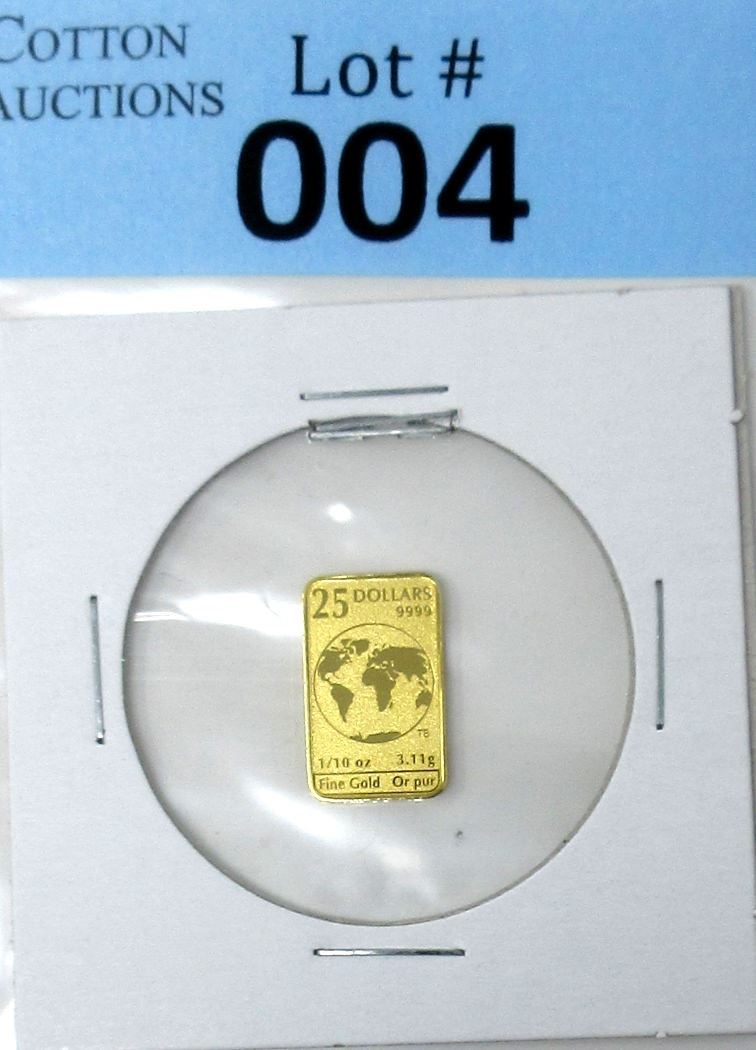 COTTON
AUCTIONS
Lot #
004
25 DOLLARS
9999
TB
1/10 oz 3.11g
Fine Gold Or pur